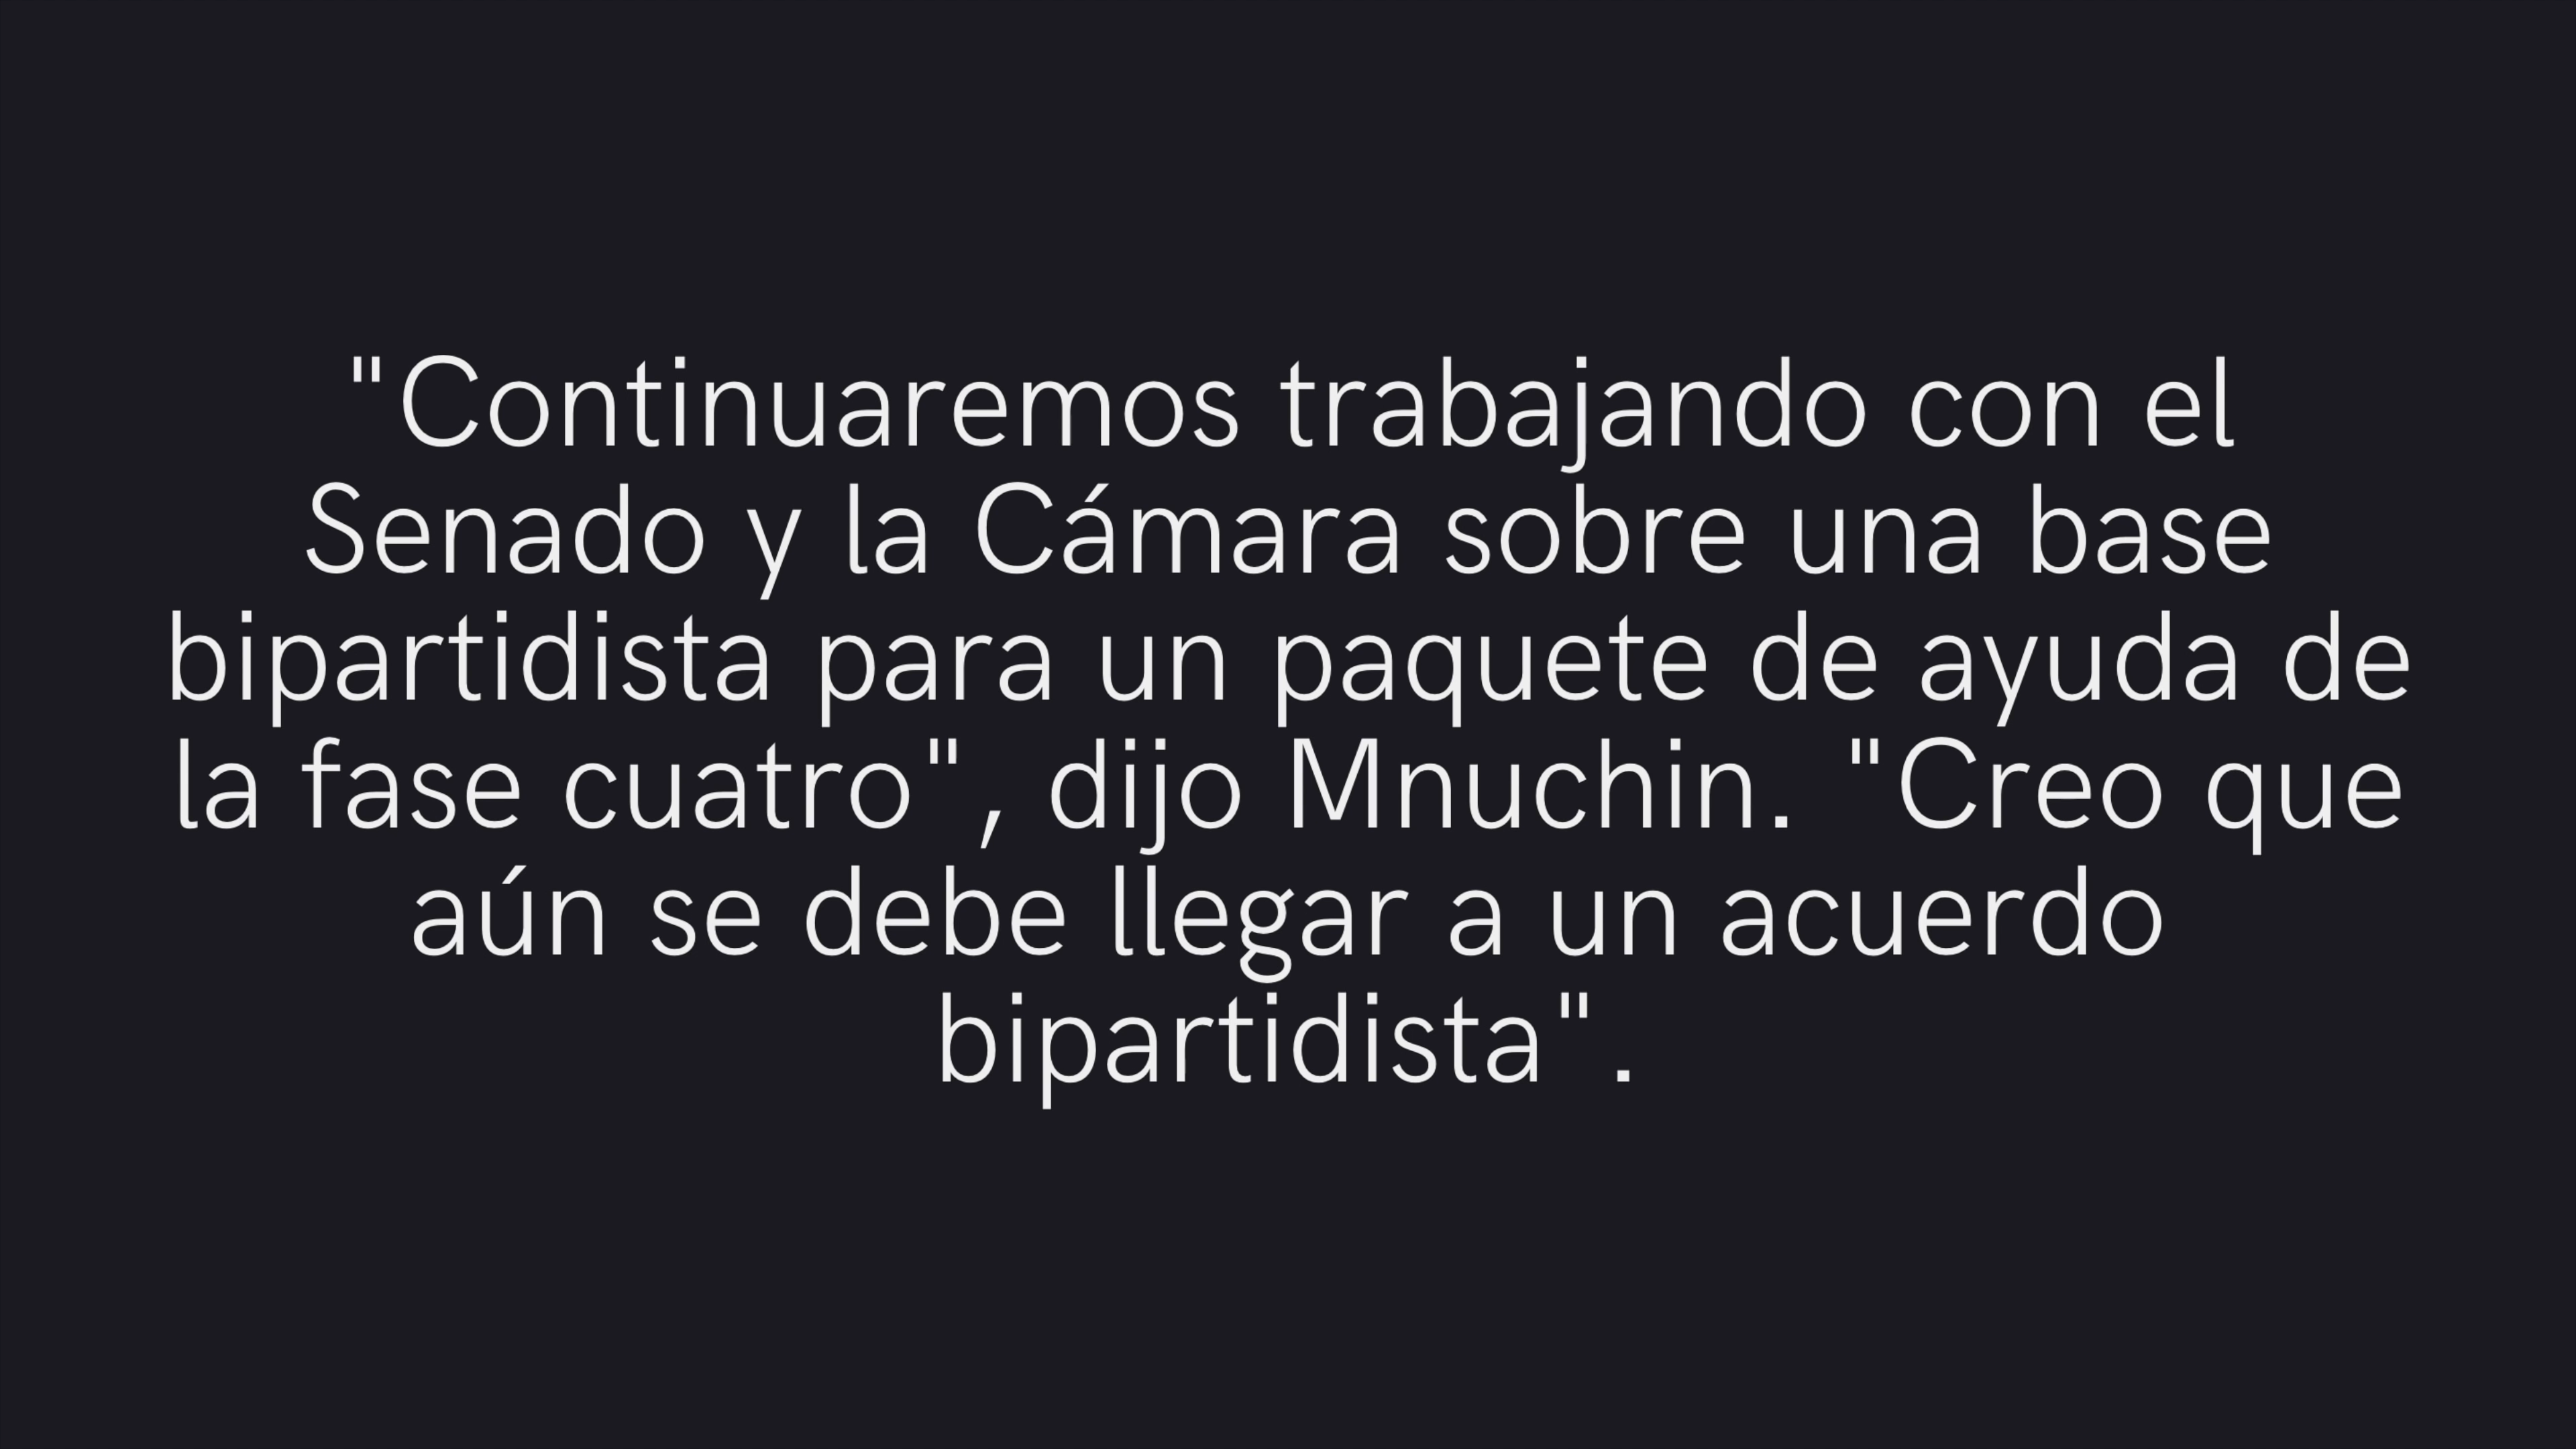 "Continuaremos trabajando con el
Senado y la Cámara sobre una base
bipartidista para un paquete de ayuda de
la fase cuatro", dijo Mnuchin. "Creo que
aún se debe llegar a un acuerdo
bipartidista".